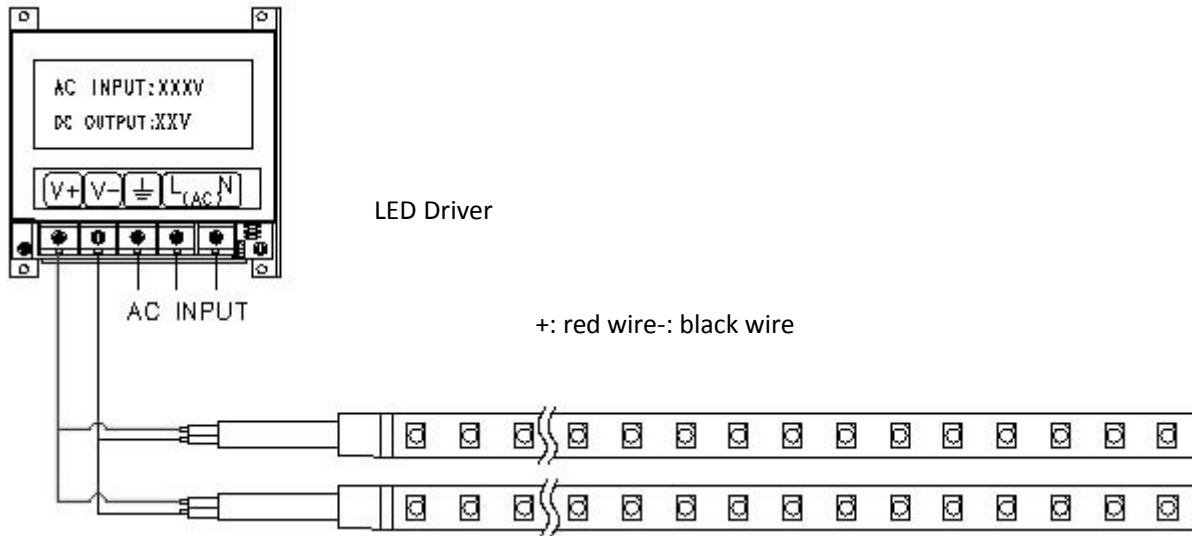 AC INPUT:XXXV
DC OUTPUT:XXV
V+ V- L(AC)N
LED Driver
AC INPUT
+: red wire-: black wire